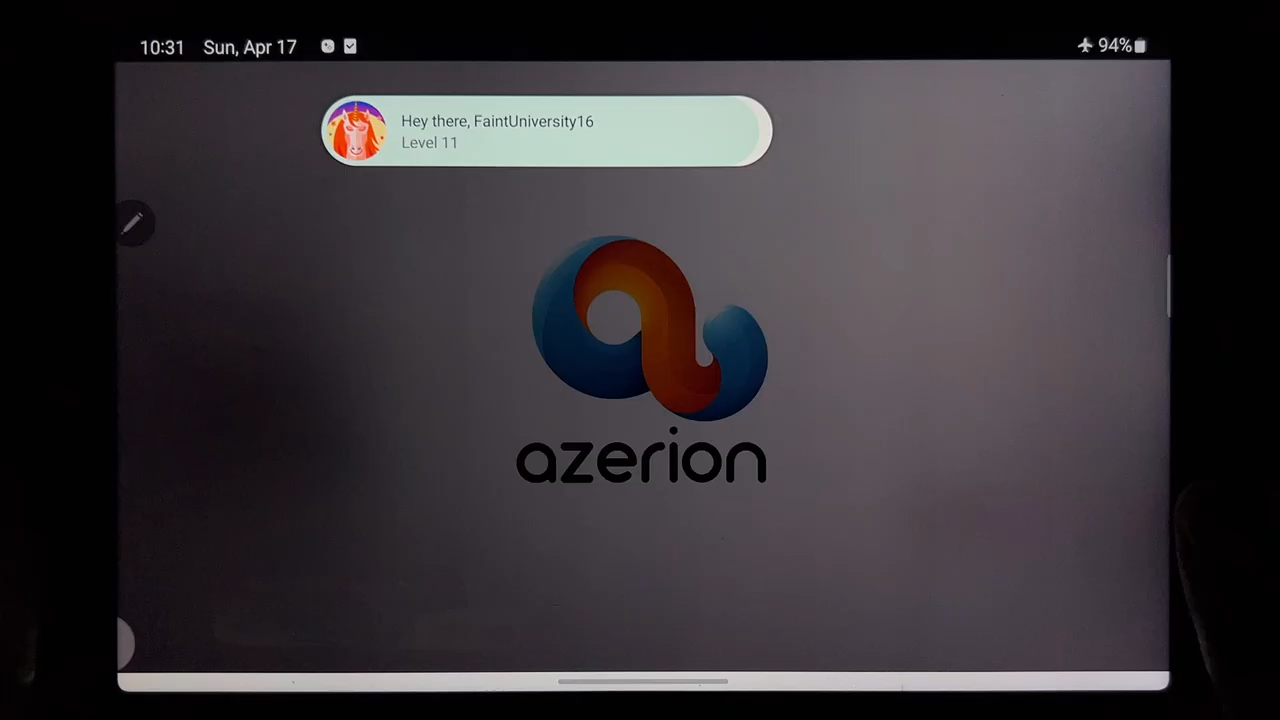 10:31 Sun, Apr 17 94%
Hey there, FaintUniversity16
Level 11
azerion